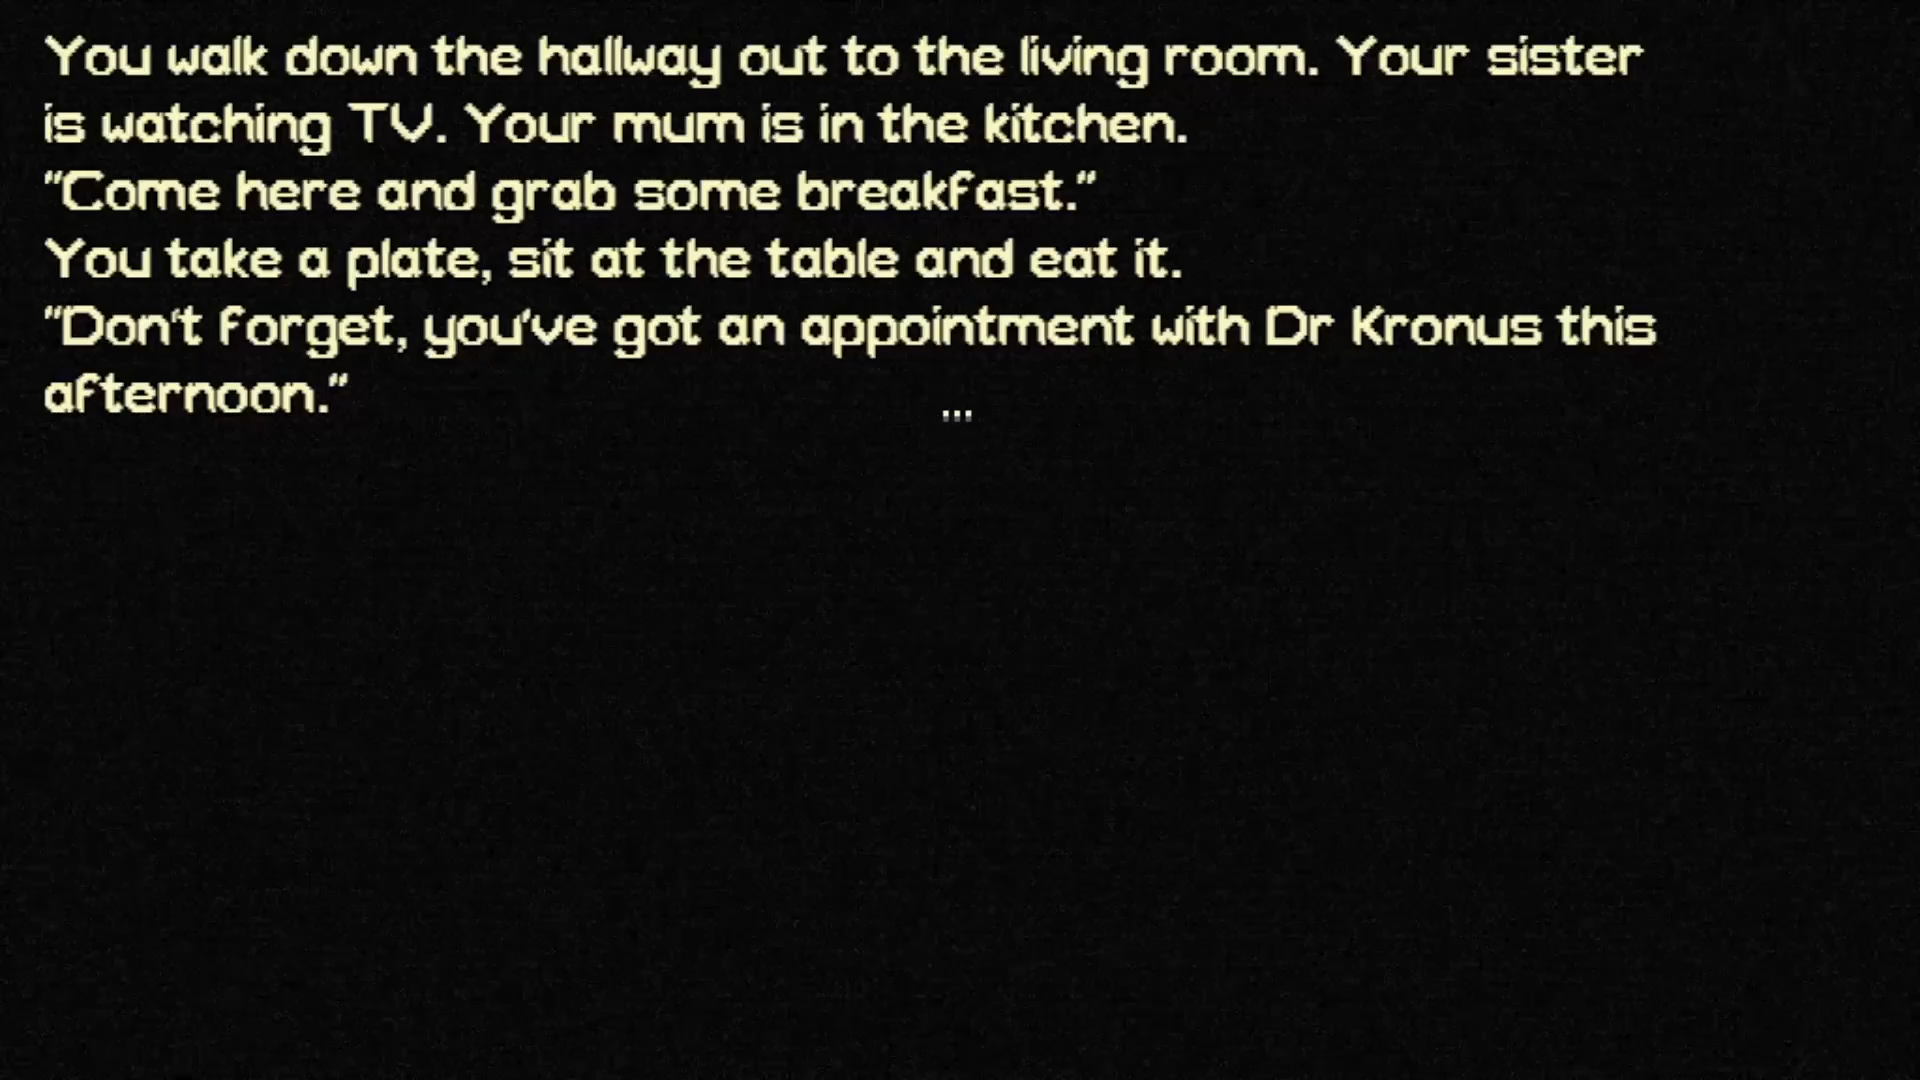 You walk down the hallway out to the living room. Your sister
is watching TV. Your mum is in the kitchen.
"Come here and grab some breakfast."
You take a plate, sit at the table and eat it.
"Don't forget, you've got an appointment with Dr Kronus this
afternoon."
...